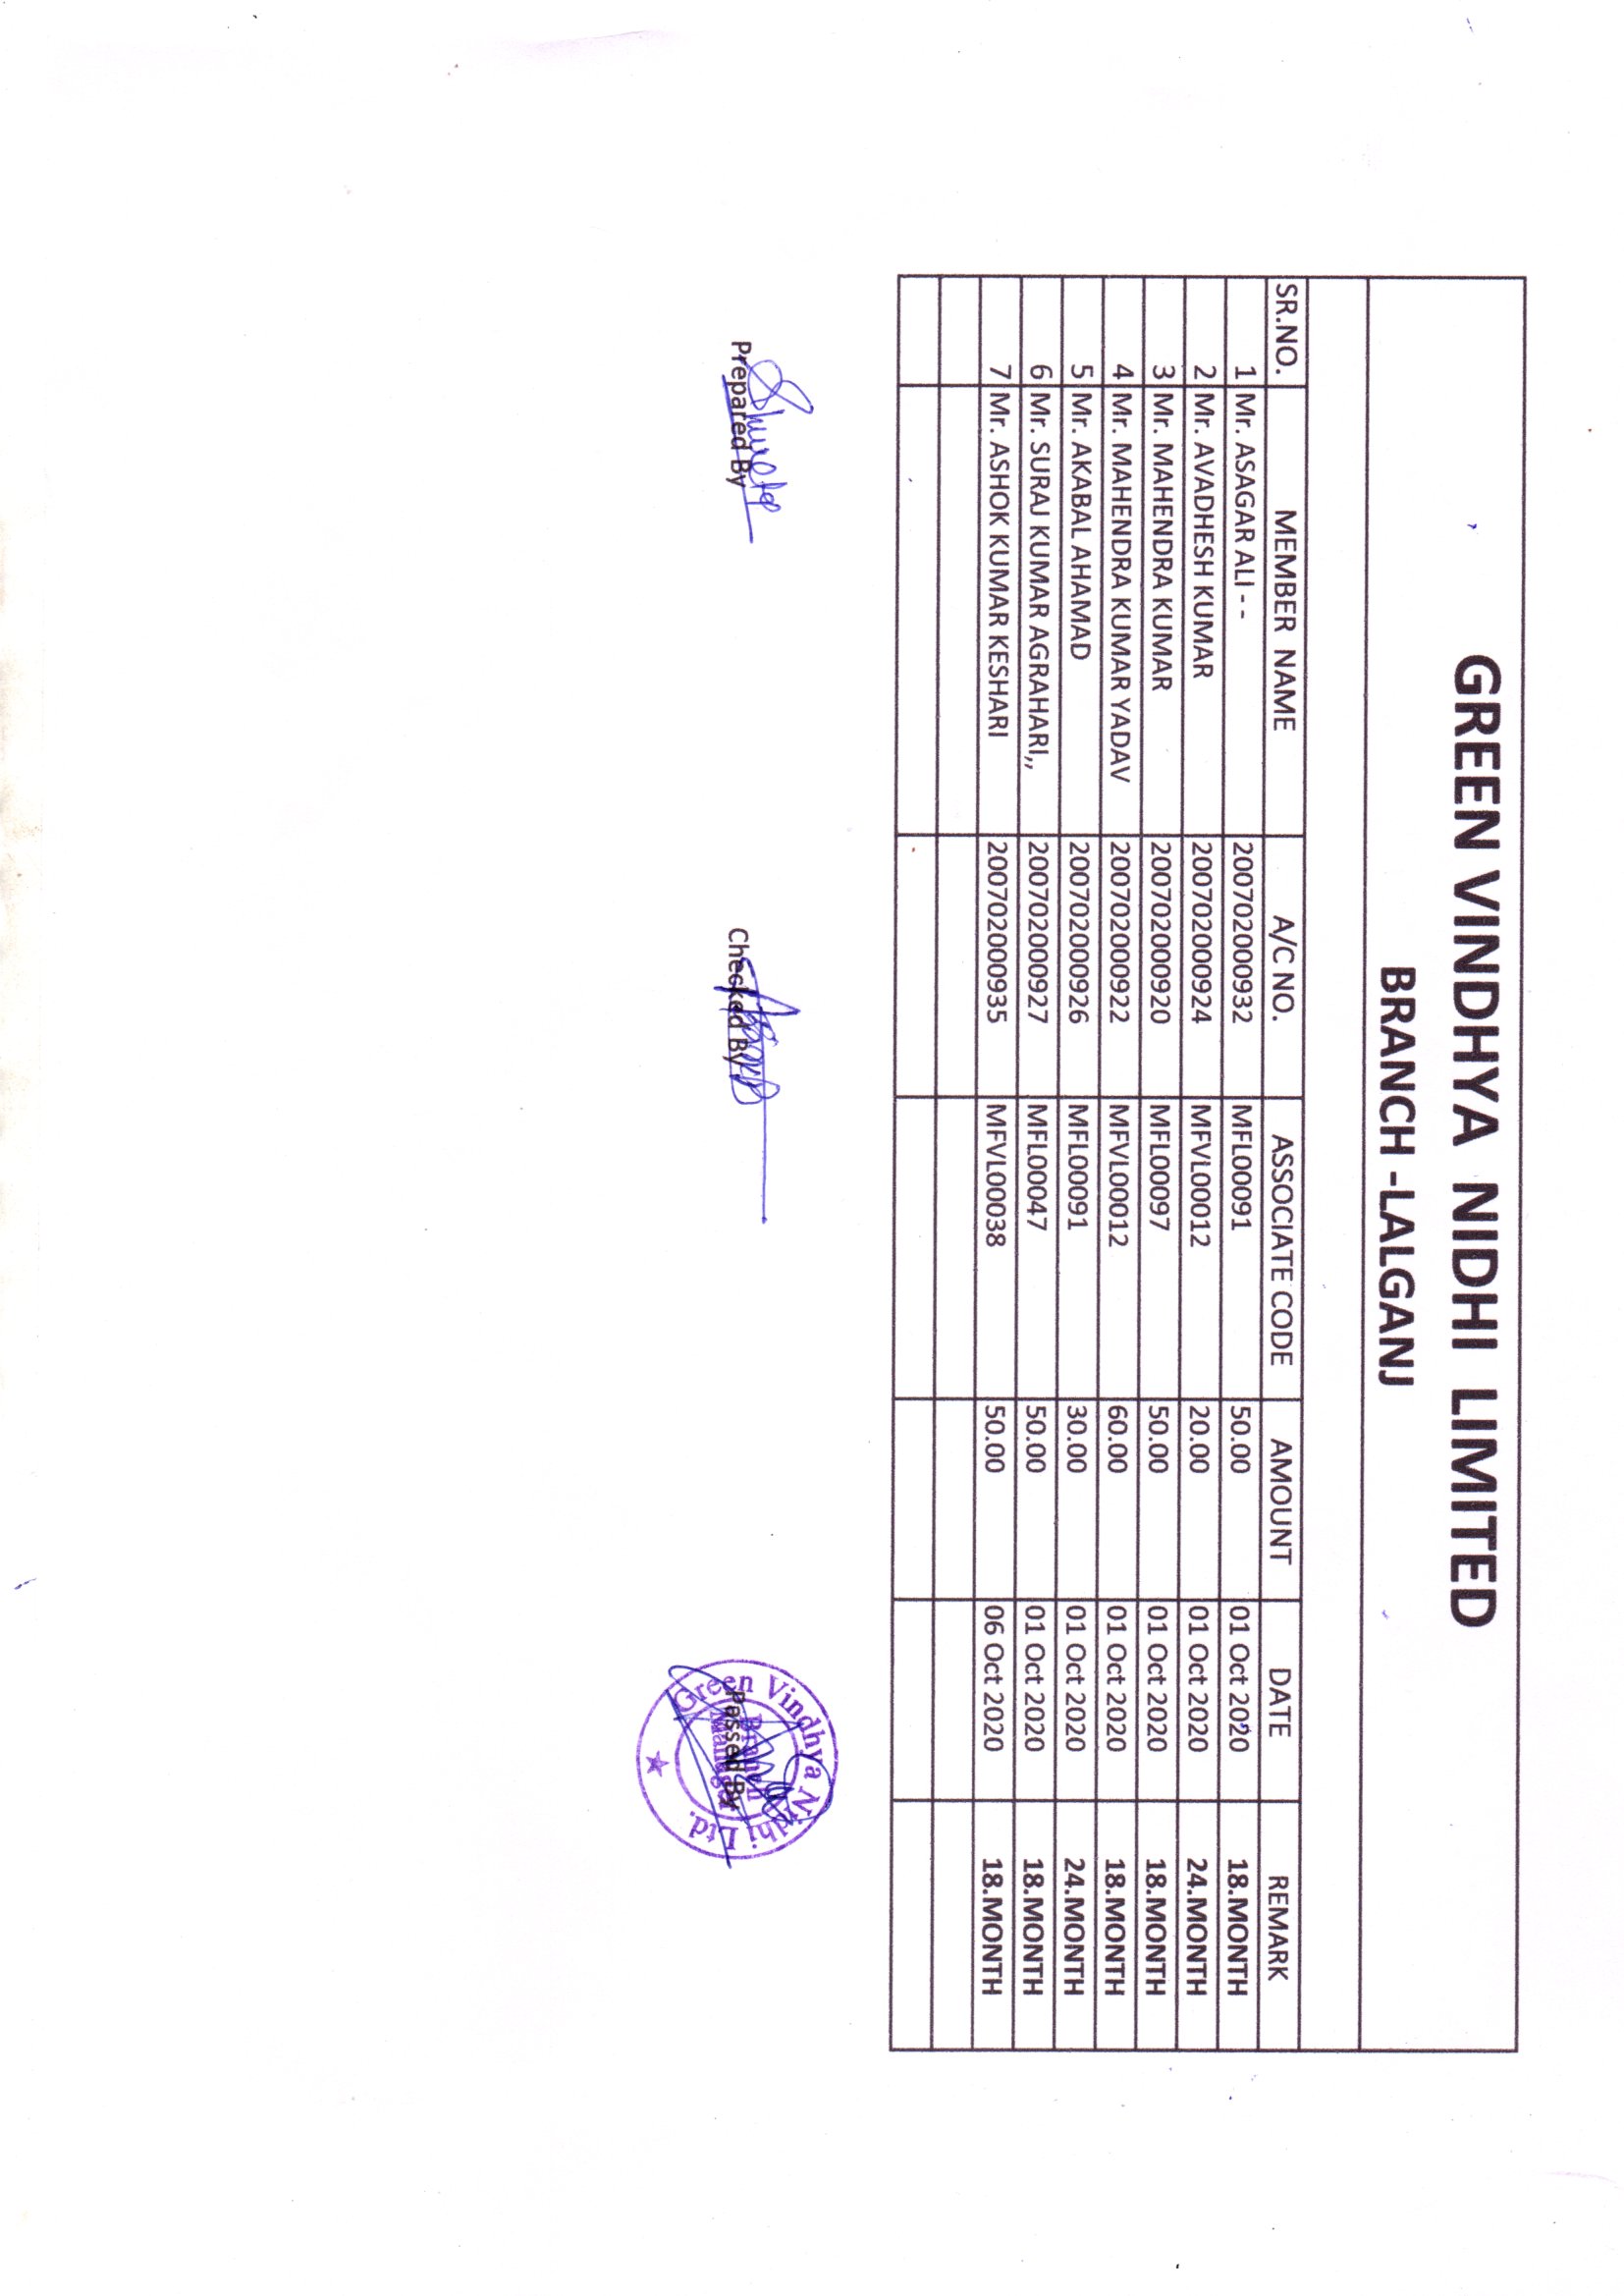 GREEN VINDHYA NIDHI LIMITED
BRANCH -LALGANJ
SR.NO. MEMBER NAME A/C NO. ASSOCIATE CODE AMOUNT DATE REMARK
1 Mr. ASAGAR ALI - - 200702000932 MFL00091 50.00 01 Oct 2020 18.MONTH
2 Mr. AVADHESH KUMAR 200702000924 MFVL00012 20.00 01 Oct 2020 24.MONTH
3 Mr. MAHENDRA KUMAR 200702000920 MFL00097 50.00 01 Oct 2020 18.MONTH
4 Mr. MAHENDRA KUMAR YADAV 200702000922 MFVL00012 60.00 01 Oct 2020 18.MONTH
5 Mr. AKABAL AHAMAD 200702000926 MFL00091 30.00 01 Oct 2020 24.MONTH
6 Mr. SURAJ KUMAR AGRAHARI,, 200702000927 MFL00047 50.00 01 Oct 2020 18.MONTH
7 Mr. ASHOK KUMAR KESHARI 200702000935 MFVL00038 50.00 06 Oct 2020 18.MONTH
Prepared By Checked By Passed By
Green Vindhya Nidhi Ltd.
Branch
Manager